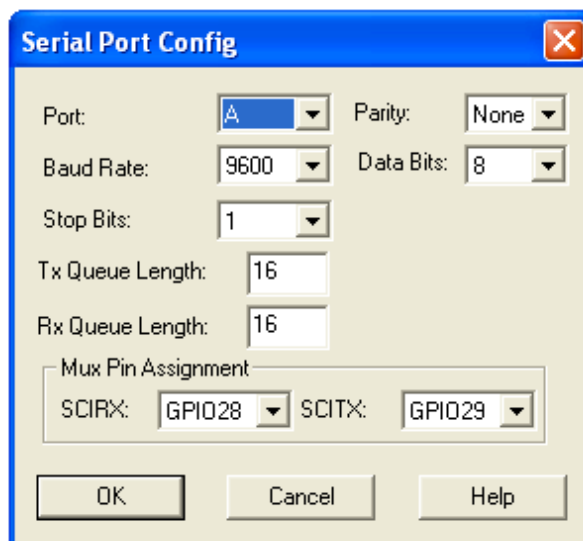 Serial Port Config
Port: A Parity: None
Baud Rate: 9600 Data Bits: 8
Stop Bits: 1
Tx Queue Length: 16
Rx Queue Length: 16
Mux Pin Assignment
SCIRX: GPIO28 SCITX: GPIO29
OK Cancel Help